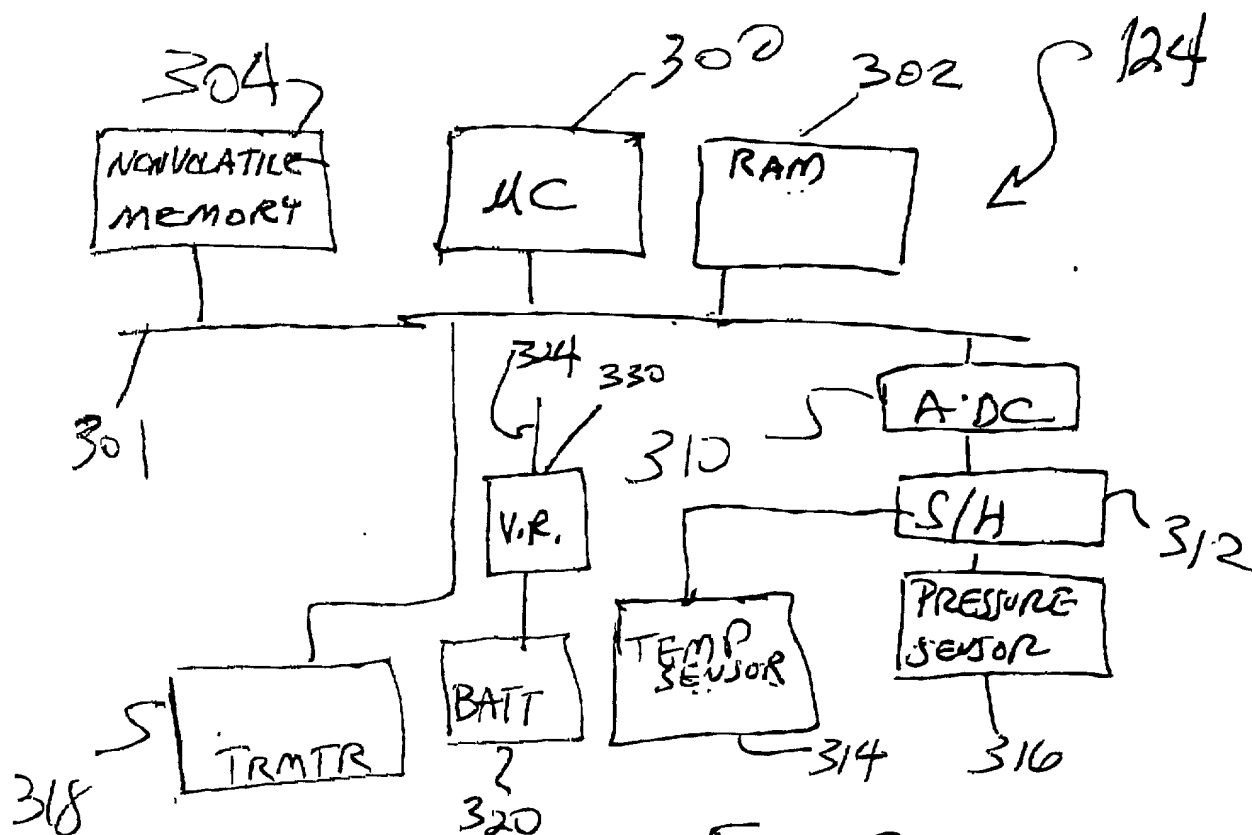 304
300
302
124
NONVOLATILE
MEMORY
μC
RAM
301
324
330
310
A·DC
V.R.
S/H
312
TEMP
SENSOR
PRESSURE
SENSOR
BATT
TRMTR
314
316
318
320